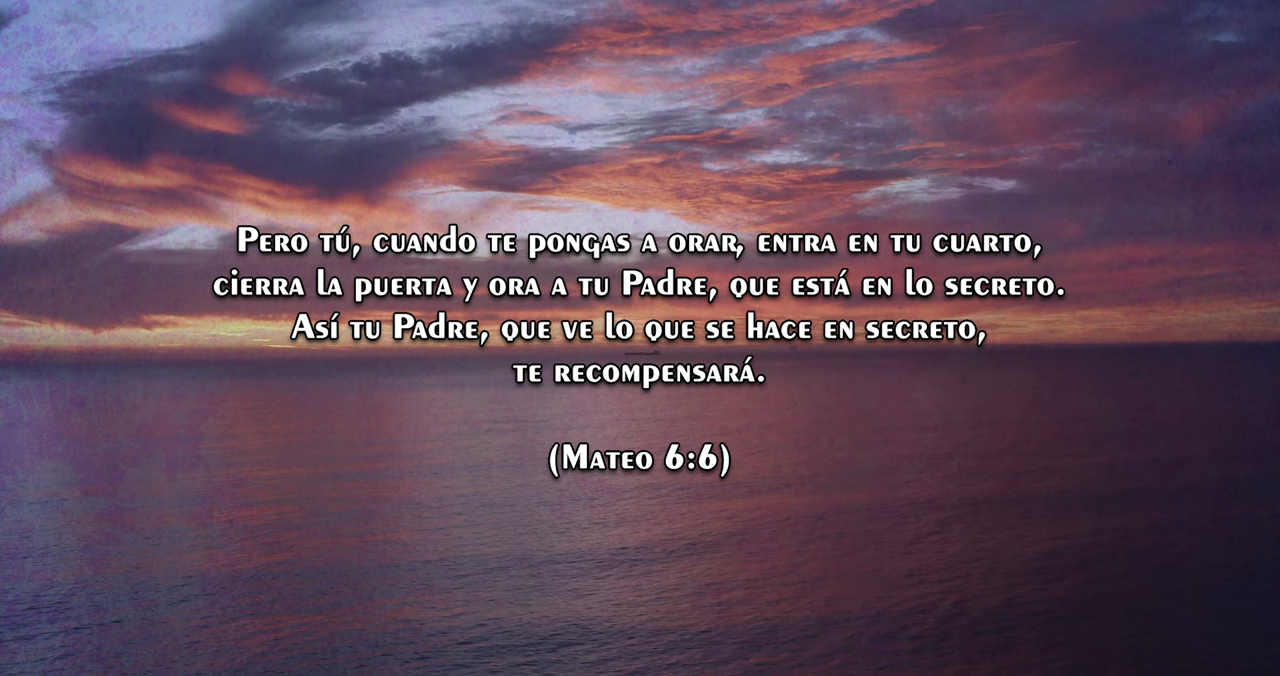 Pero tú, cuando te pongas a orar, entra en tu cuarto,
cierra la puerta y ora a tu Padre, que está en lo secreto.
Así tu Padre, que ve lo que se hace en secreto,
te recompensará.
(Mateo 6:6)